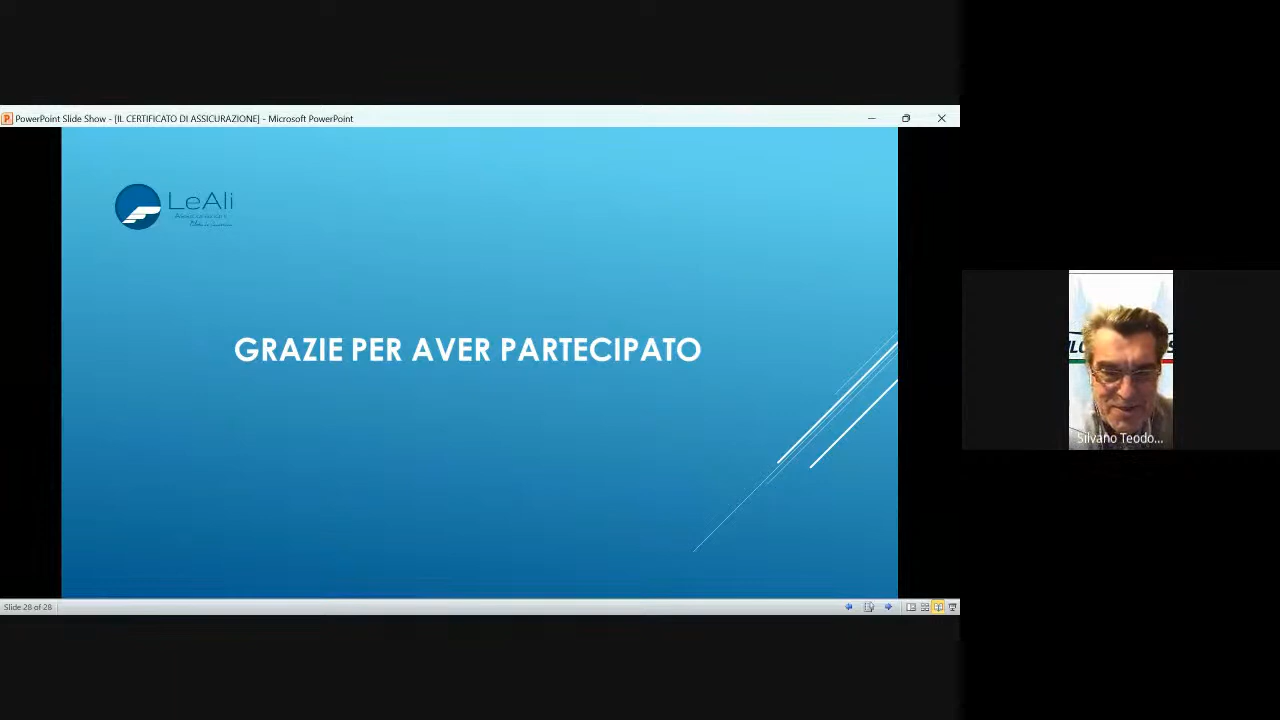 PowerPoint Slide Show - [IL CERTIFICATO DI ASSICURAZIONE] - Microsoft PowerPoint
LeAli
Assicurazioni
GRAZIE PER AVER PARTECIPATO
Silvano Teodo...
Slide 28 of 28